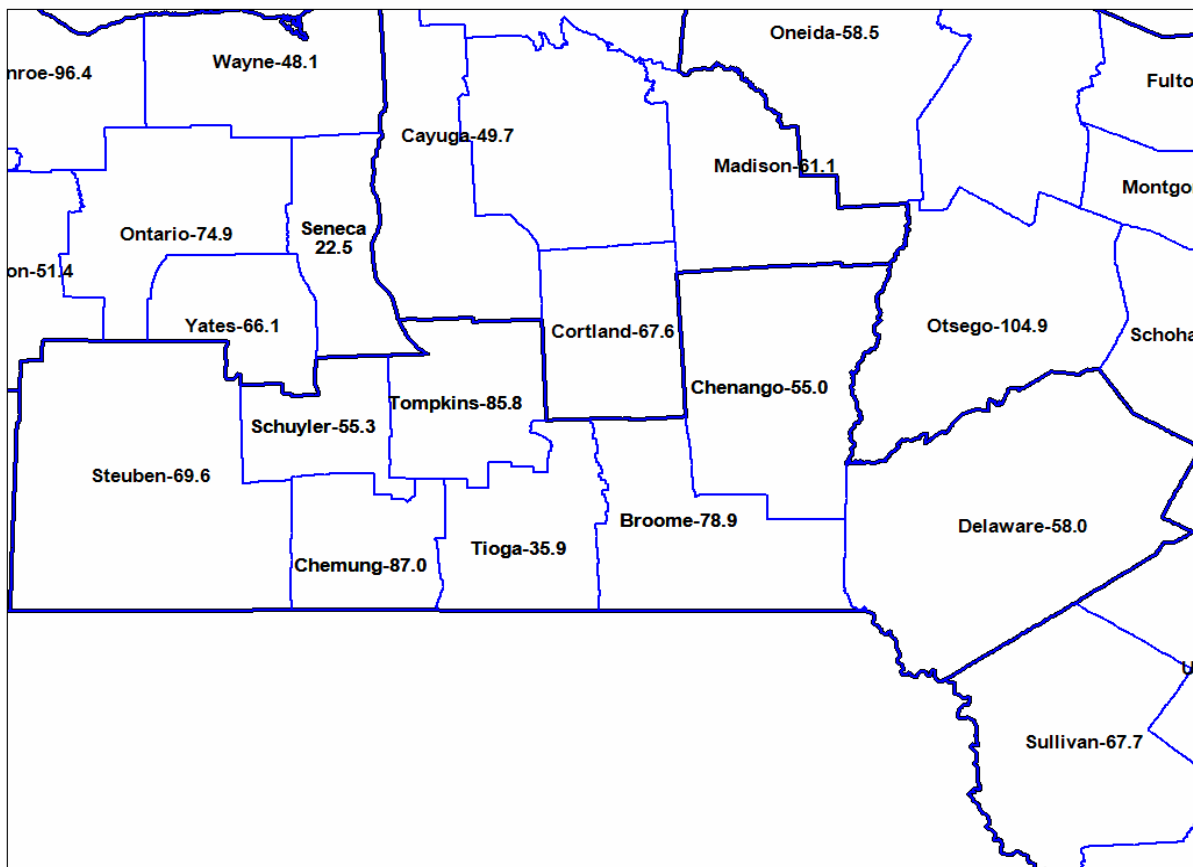 Oneida-58.5
Wayne-48.1
nroe-96.4
Fulto
Cayuga-49.7
Madison-61.1
Montgor
Seneca
22.5
Ontario-74.9
on-51.4
Yates-66.1
Cortland-67.6
Otsego-104.9
Schoha
Chenango-55.0
Tompkins-85.8
Schuyler-55.3
Steuben-69.6
Broome-78.9
Delaware-58.0
Tioga-35.9
Chemung-87.0
U
Sullivan-67.7